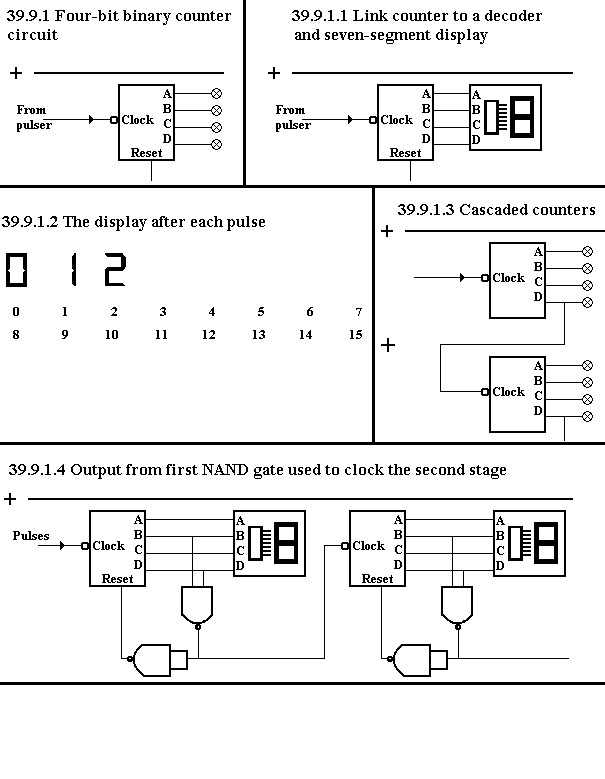 39.9.1 Four-bit binary counter
circuit
+
From
pulser
Clock
A
B
C
D
Reset
39.9.1.1 Link counter to a decoder
and seven-segment display
+
From
pulser
Clock
A
B
C
D
Reset
A
B
C
D
8
39.9.1.2 The display after each pulse
0 1 2
0 1 2 3 4 5 6 7
8 9 10 11 12 13 14 15
39.9.1.3 Cascaded counters
+
Clock
A
B
C
D
+
Clock
A
B
C
D
39.9.1.4 Output from first NAND gate used to clock the second stage
+
Pulses
Clock
A
B
C
D
Reset
A
B
C
D
8
Clock
A
B
C
D
Reset
A
B
C
D
8